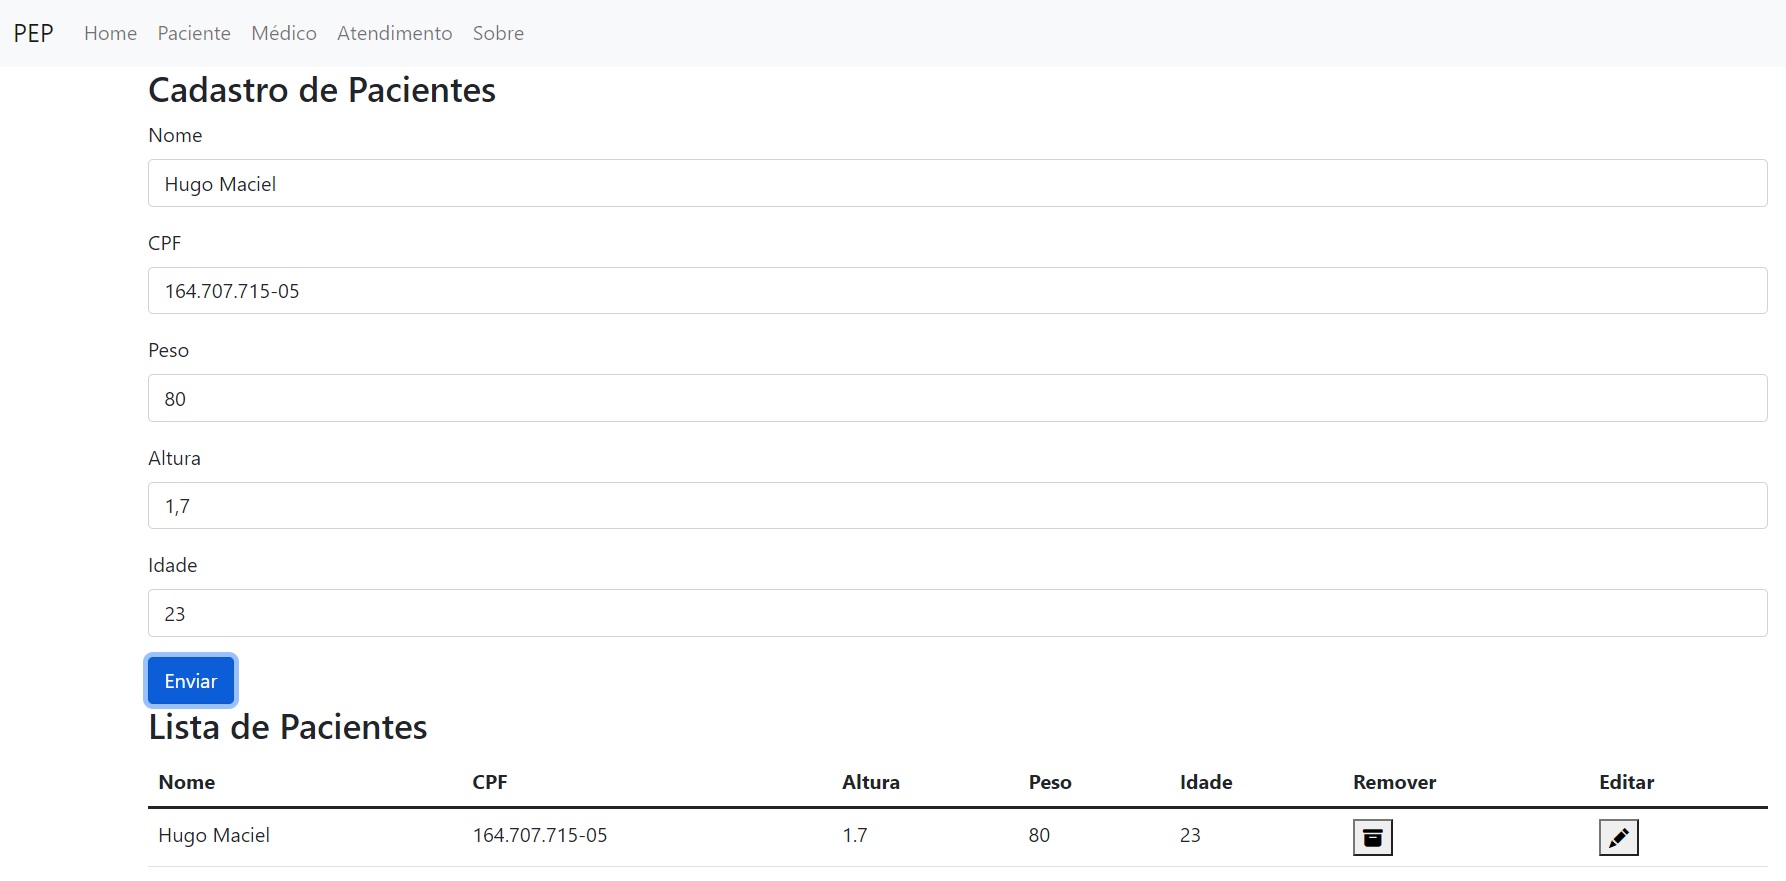 PEP Home Paciente Médico Atendimento Sobre
Cadastro de Pacientes
Nome
Hugo Maciel
CPF
164.707.715-05
Peso
80
Altura
1,7
Idade
23
Enviar
Lista de Pacientes
Nome CPF Altura Peso Idade Remover Editar
Hugo Maciel 164.707.715-05 1.7 80 23